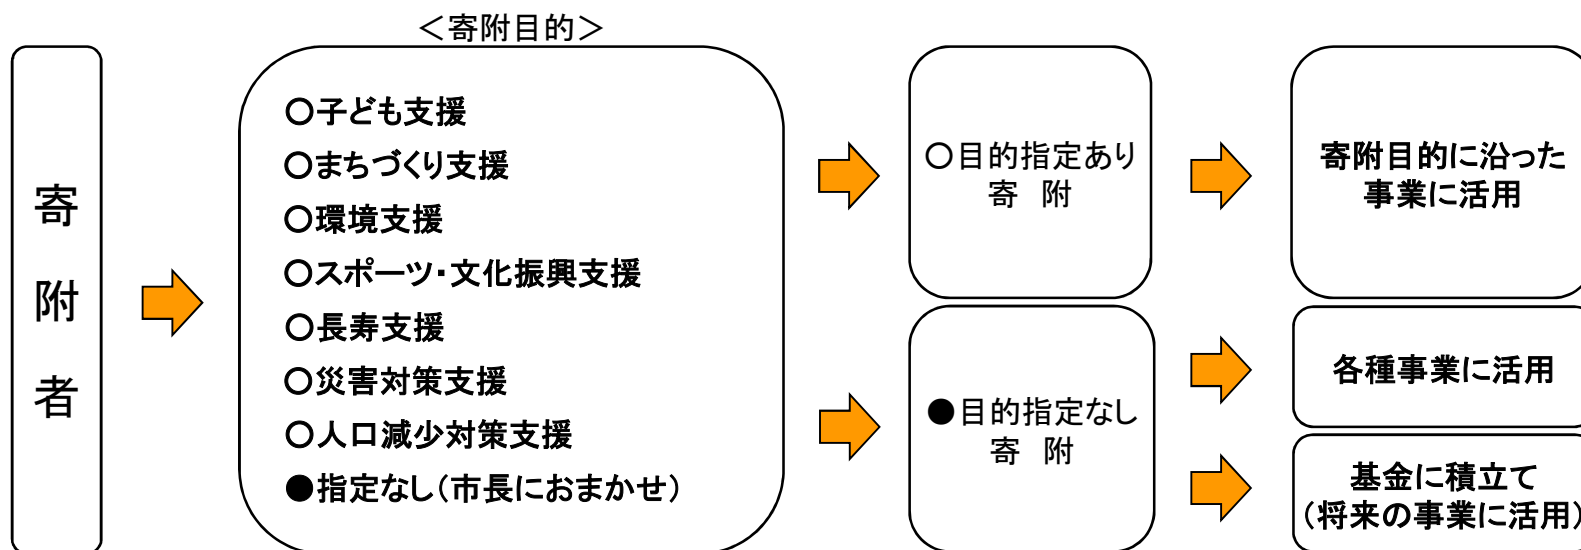 ＜寄附目的＞
寄附者
○子ども支援
○まちづくり支援
○環境支援
○スポーツ・文化振興支援
○長寿支援
○災害対策支援
○人口減少対策支援
●指定なし（市長におまかせ）
○目的指定あり
寄　附
寄附目的に沿った
事業に活用
●目的指定なし
寄　附
各種事業に活用
基金に積立て
（将来の事業に活用）